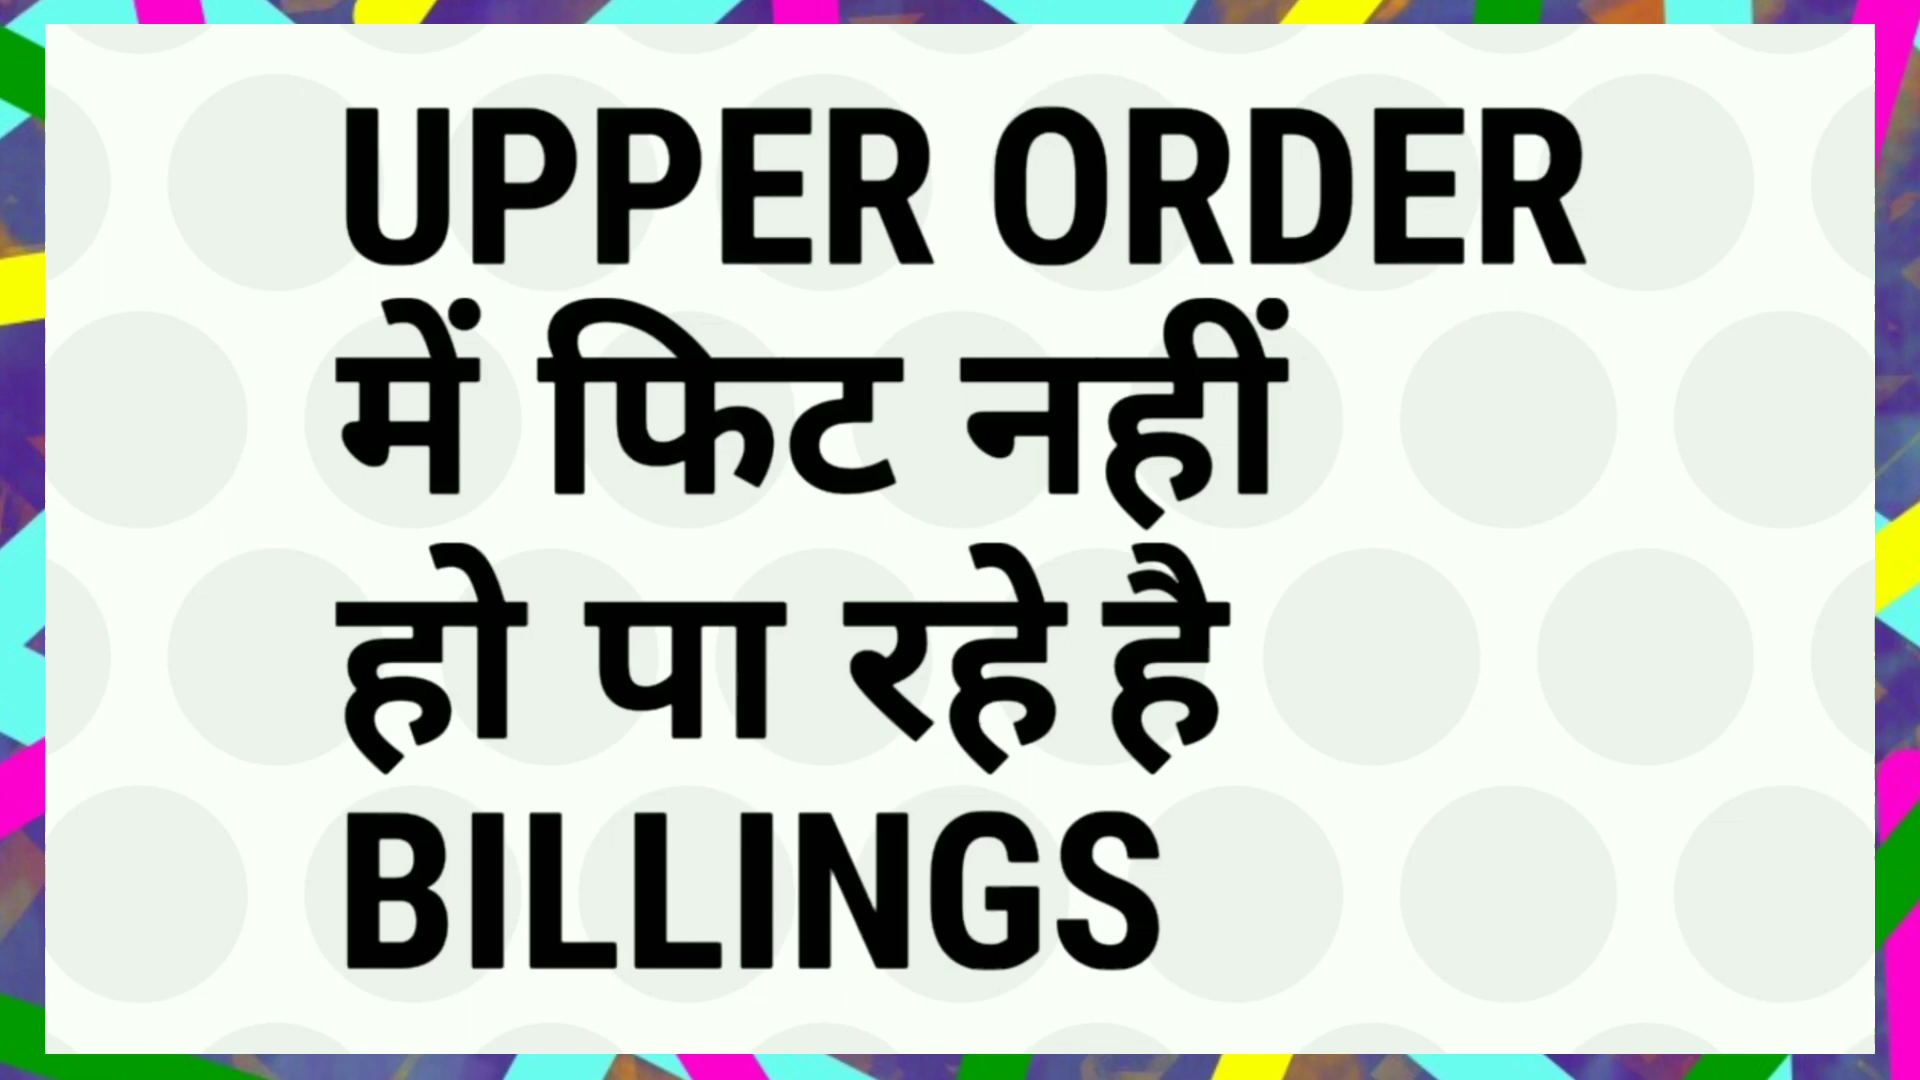 UPPER ORDER
में फिट नहीं
हो पा रहे है
BILLINGS